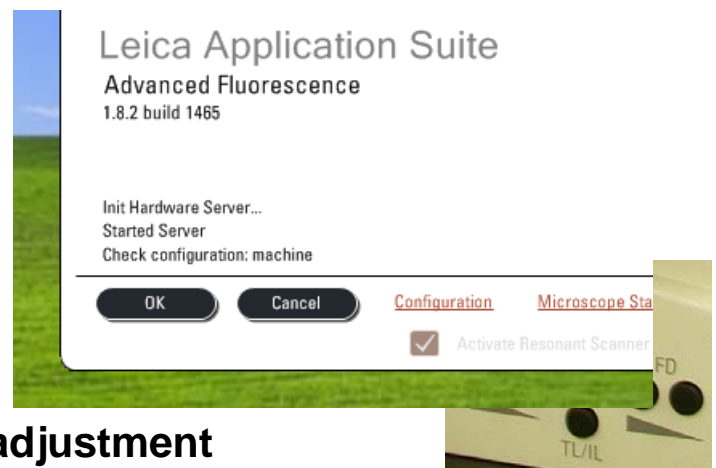 Leica Application Suite
Advanced Fluorescence
1.8.2 build 1465
Init Hardware Server...
Started Server
Check configuration: machine
OK Cancel Configuration Microscope Sta
Activate Resonant Scanner
FD
TL/IL
adjustment